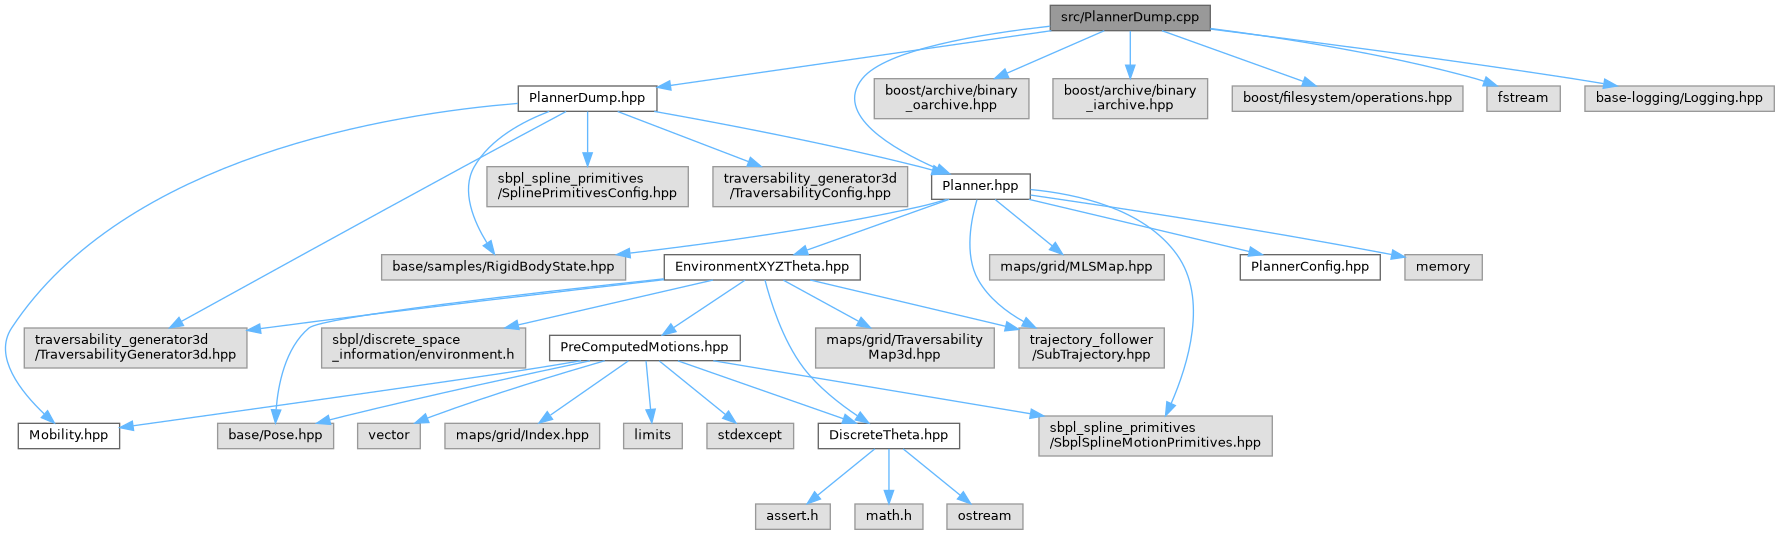 src/PlannerDump.cpp
PlannerDump.hpp
boost/archive/binary
_oarchive.hpp
boost/archive/binary
_iarchive.hpp
boost/filesystem/operations.hpp
fstream
base-logging/Logging.hpp
sbpl_spline_primitives
/SplinePrimitivesConfig.hpp
traversability_generator3d
/TraversabilityConfig.hpp
Planner.hpp
base/samples/RigidBodyState.hpp
EnvironmentXYZTheta.hpp
maps/grid/MLSMap.hpp
PlannerConfig.hpp
memory
traversability_generator3d
/TraversabilityGenerator3d.hpp
sbpl/discrete_space
_information/environment.h
PreComputedMotions.hpp
maps/grid/Traversability
Map3d.hpp
trajectory_follower
/SubTrajectory.hpp
Mobility.hpp
base/Pose.hpp
vector
maps/grid/Index.hpp
limits
stdexcept
DiscreteTheta.hpp
sbpl_spline_primitives
/SbplSplineMotionPrimitives.hpp
assert.h
math.h
ostream